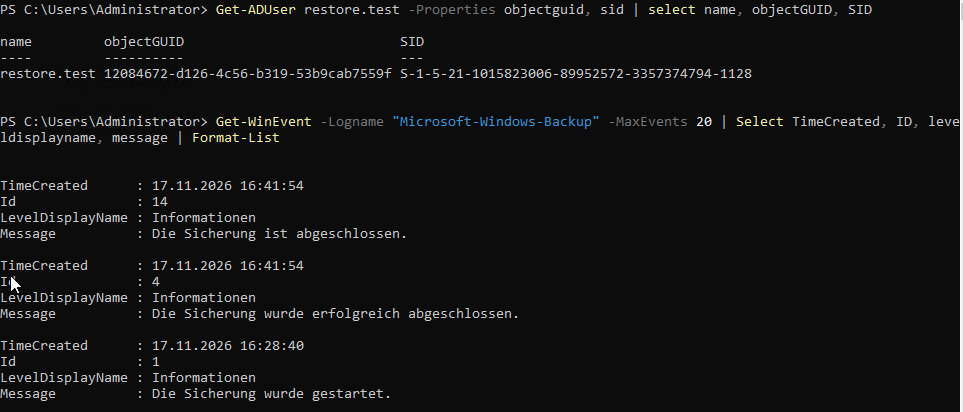 PS C:\Users\Administrator> Get-ADUser restore.test -Properties objectguid, sid | select name, objectGUID, SID
name         objectGUID                           SID
----         ----------                           ---
restore.test 12084672-d126-4c56-b319-53b9cab7559f S-1-5-21-1015823006-89952572-3357374794-1128
PS C:\Users\Administrator> Get-WinEvent -Logname "Microsoft-Windows-Backup" -MaxEvents 20 | Select TimeCreated, ID, leve
ldisplayname, message | Format-List
TimeCreated      : 17.11.2026 16:41:54
Id               : 14
LevelDisplayName : Informationen
Message          : Die Sicherung ist abgeschlossen.
TimeCreated      : 17.11.2026 16:41:54
Id               : 4
LevelDisplayName : Informationen
Message          : Die Sicherung wurde erfolgreich abgeschlossen.
TimeCreated      : 17.11.2026 16:28:40
Id               : 1
LevelDisplayName : Informationen
Message          : Die Sicherung wurde gestartet.